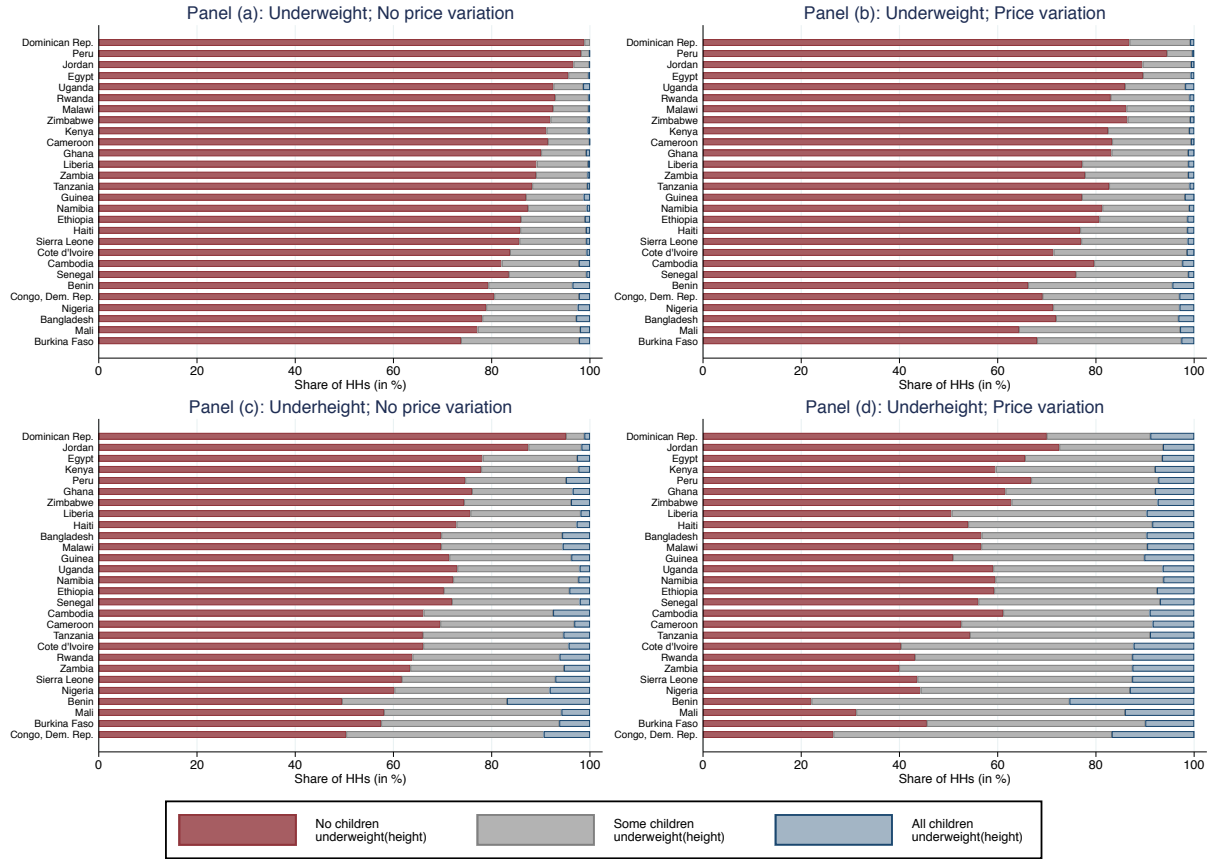 Panel (a): Underweight; No price variation
Dominican Rep.
Peru
Jordan
Egypt
Uganda
Rwanda
Malawi
Zimbabwe
Kenya
Cameroon
Ghana
Liberia
Zambia
Tanzania
Guinea
Namibia
Ethiopia
Haiti
Sierra Leone
Cote d'Ivoire
Cambodia
Senegal
Benin
Congo, Dem. Rep.
Nigeria
Bangladesh
Mali
Burkina Faso
0 20 40 60 80 100
Share of HHs (in %)
Panel (b): Underweight; Price variation
Dominican Rep.
Peru
Jordan
Egypt
Uganda
Rwanda
Malawi
Zimbabwe
Kenya
Cameroon
Ghana
Liberia
Zambia
Tanzania
Guinea
Namibia
Ethiopia
Haiti
Sierra Leone
Cote d'Ivoire
Cambodia
Senegal
Benin
Congo, Dem. Rep.
Nigeria
Bangladesh
Mali
Burkina Faso
0 20 40 60 80 100
Share of HHs (in %)
Panel (c): Underheight; No price variation
Dominican Rep.
Jordan
Egypt
Kenya
Peru
Ghana
Zimbabwe
Liberia
Haiti
Bangladesh
Malawi
Guinea
Uganda
Namibia
Ethiopia
Senegal
Cambodia
Cameroon
Tanzania
Cote d'Ivoire
Rwanda
Zambia
Sierra Leone
Nigeria
Benin
Mali
Burkina Faso
Congo, Dem. Rep.
0 20 40 60 80 100
Share of HHs (in %)
Panel (d): Underheight; Price variation
Dominican Rep.
Jordan
Egypt
Kenya
Peru
Ghana
Zimbabwe
Liberia
Haiti
Bangladesh
Malawi
Guinea
Uganda
Namibia
Ethiopia
Senegal
Cambodia
Cameroon
Tanzania
Cote d'Ivoire
Rwanda
Zambia
Sierra Leone
Nigeria
Benin
Mali
Burkina Faso
Congo, Dem. Rep.
0 20 40 60 80 100
Share of HHs (in %)
No children
underweight(height)
Some children
underweight(height)
All children
underweight(height)